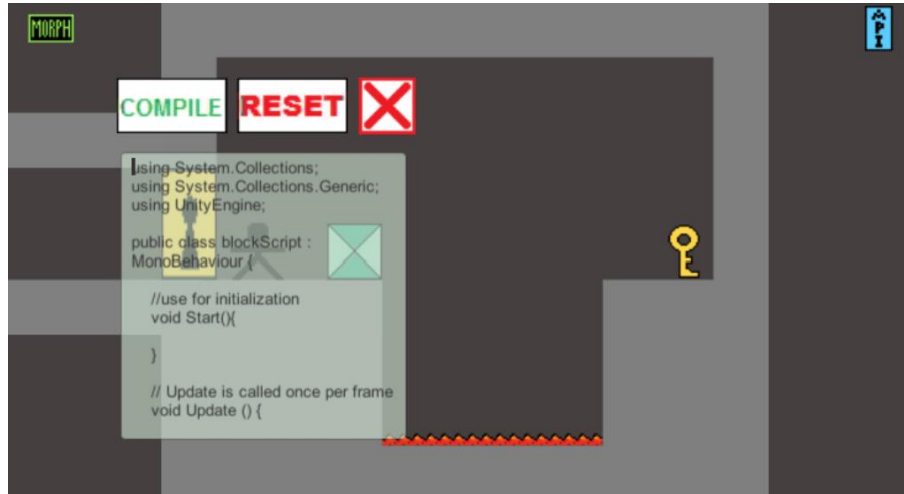 MORPH
API
COMPILE
RESET
using System.Collections;
using System.Collections.Generic;
using UnityEngine;
public class blockScript :
MonoBehaviour {
//use for initialization
void Start(){
}
// Update is called once per frame
void Update () {